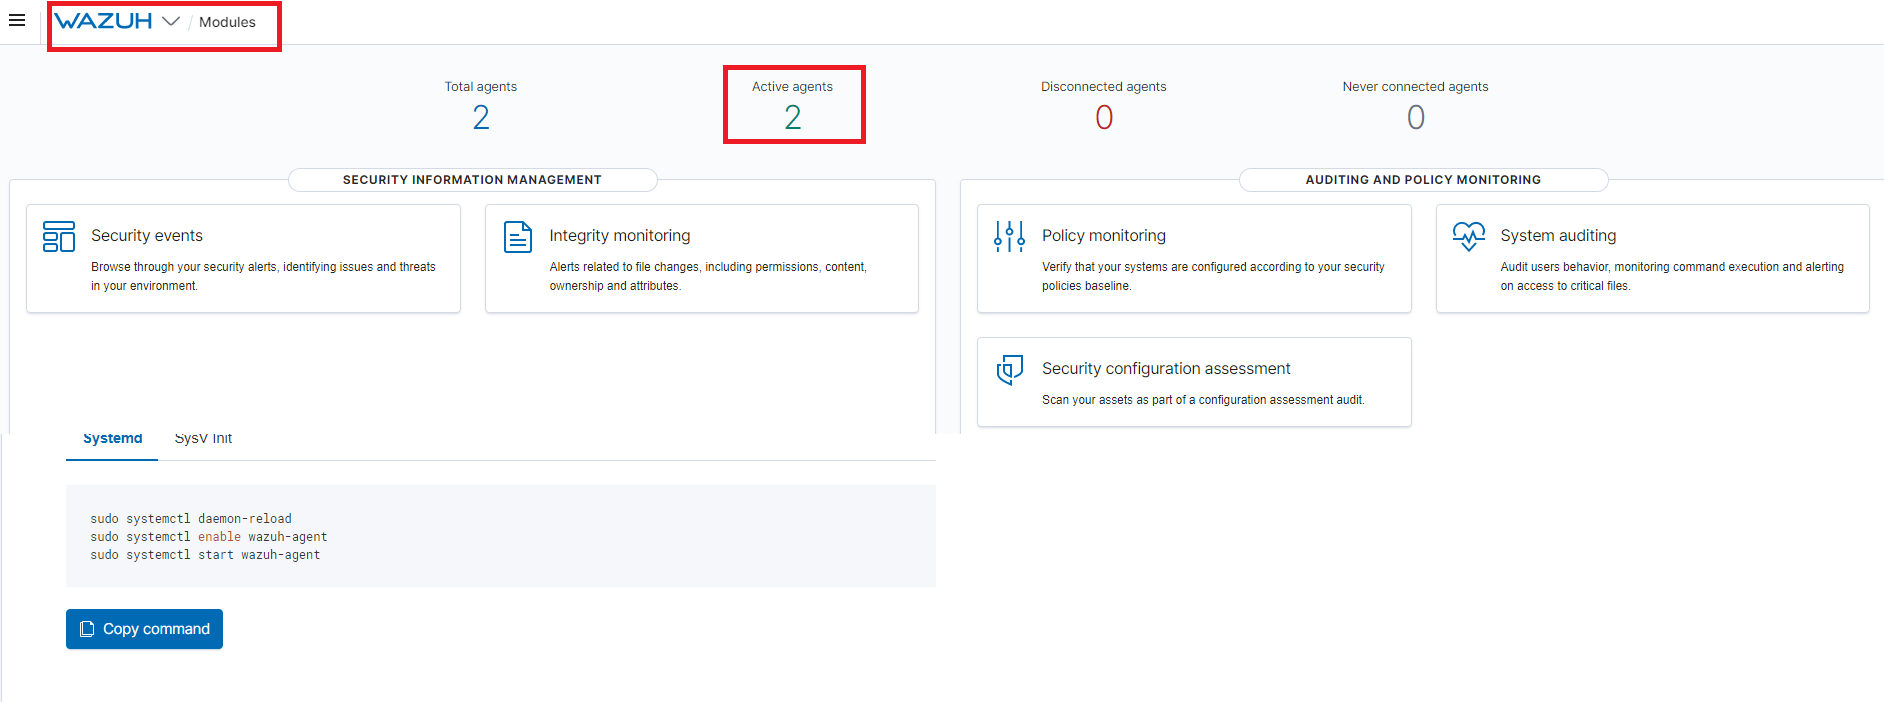 WAZUH / Modules
Total agents
2
Active agents
2
Disconnected agents
0
Never connected agents
0
SECURITY INFORMATION MANAGEMENT
Security events
Browse through your security alerts, identifying issues and threats
in your environment.
Integrity monitoring
Alerts related to file changes, including permissions, content,
ownership and attributes.
AUDITING AND POLICY MONITORING
Policy monitoring
Verify that your systems are configured according to your security
policies baseline.
System auditing
Audit users behavior, monitoring command execution and alerting
on access to critical files.
Security configuration assessment
Scan your assets as part of a configuration assessment audit.
Systemd SysV Init
sudo systemctl daemon-reload
sudo systemctl enable wazuh-agent
sudo systemctl start wazuh-agent
Copy command